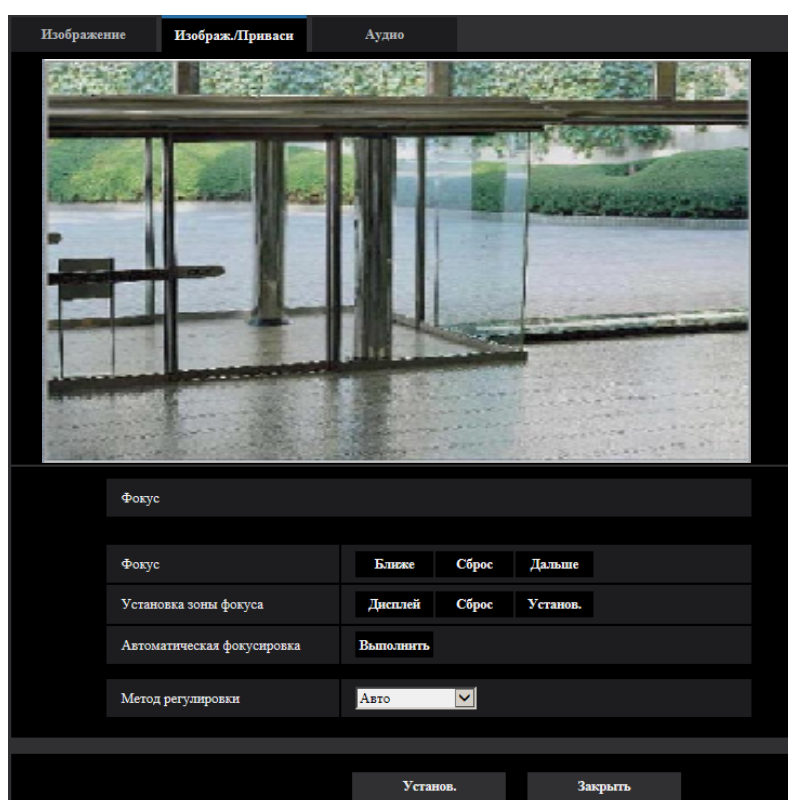 Изображение Изображ./Приваси Аудио
Фокус
Фокус Ближе Сброс Дальше
Установка зоны фокуса Дисплей Сброс Установ.
Автоматическая фокусировка Выполнить
Метод регулировки Авто
Установ. Закрыть